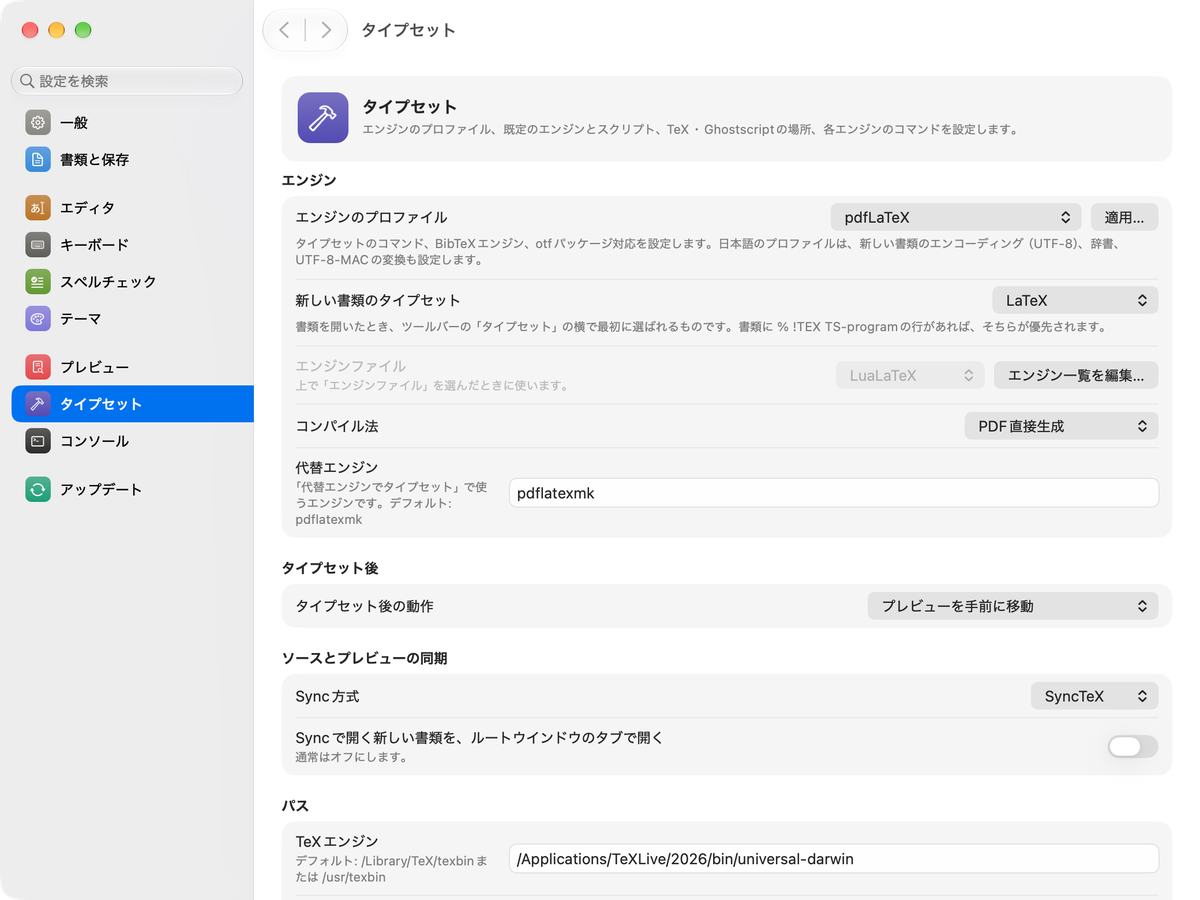 タイプセット
設定を検索
一般
書類と保存
エディタ
キーボード
スペルチェック
テーマ
プレビュー
タイプセット
コンソール
アップデート
タイプセット
エンジンのプロファイル、既定のエンジンとスクリプト、TeX・Ghostscriptの場所、各エンジンのコマンドを設定します。
エンジン
エンジンのプロファイル
pdfLaTeX
適用...
タイプセットのコマンド、BibTeXエンジン、otfパッケージ対応を設定します。日本語のプロファイルは、新しい書類のエンコーディング（UTF-8）、辞書、
UTF-8-MACの変換も設定します。
新しい書類のタイプセット
LaTeX
書類を開いたとき、ツールバーの「タイプセット」の横で最初に選ばれるものです。書類に % !TEX TS-programの行があれば、そちらが優先されます。
エンジンファイル
上で「エンジンファイル」を選んだときに使います。
LuaLaTeX
エンジン一覧を編集...
コンパイル法
PDF直接生成
代替エンジン
「代替エンジンでタイプセット」で使
うエンジンです。デフォルト:
pdflatexmk
pdflatexmk
タイプセット後
タイプセット後の動作
プレビューを手前に移動
ソースとプレビューの同期
Sync方式
SyncTeX
Syncで開く新しい書類を、ルートウインドウのタブで開く
通常はオフにします。
パス
TeXエンジン
デフォルト: /Library/TeX/texbinま
たは /usr/texbin
/Applications/TeXLive/2026/bin/universal-darwin